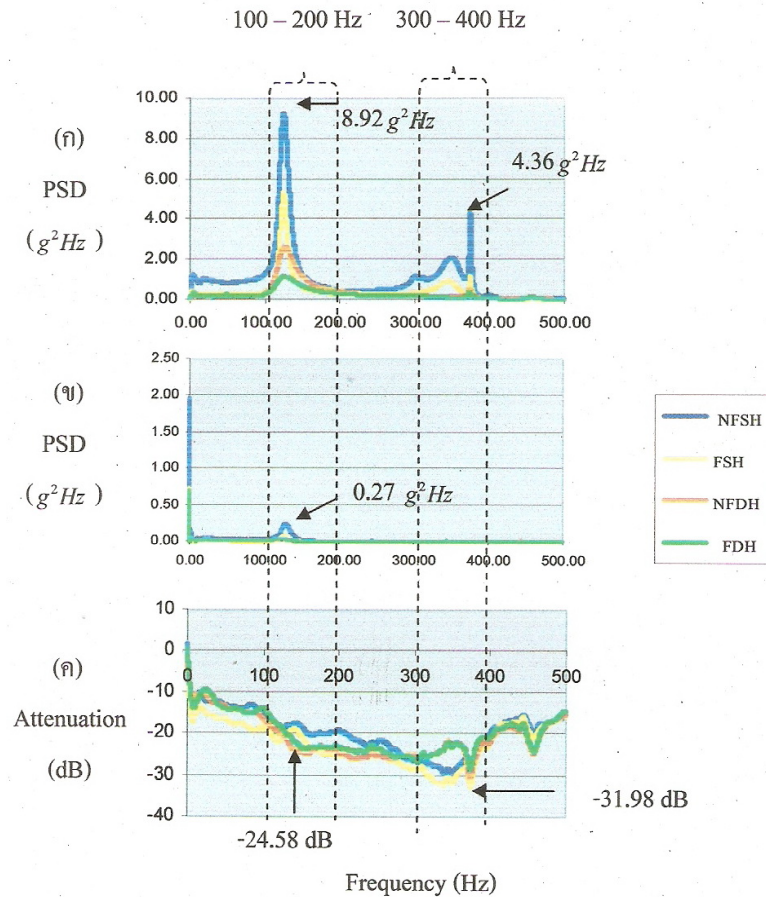 100 – 200 Hz 300 – 400 Hz
(ก)
PSD
(g²Hz)
10.00
8.00
6.00
4.00
2.00
0.00
8.92 g²Hz
4.36 g²Hz
0.00 100.00 200.00 300.00 400.00 500.00
(ข)
PSD
(g²Hz)
2.50
2.00
1.50
1.00
0.50
0.00
0.27 g²Hz
0.00 100.00 200.00 300.00 400.00 500.00
NFSH
FSH
NFDH
FDH
(ค)
Attenuation
(dB)
10
0
-10
-20
-30
-40
0 100 200 300 400 500
-24.58 dB
-31.98 dB
Frequency (Hz)